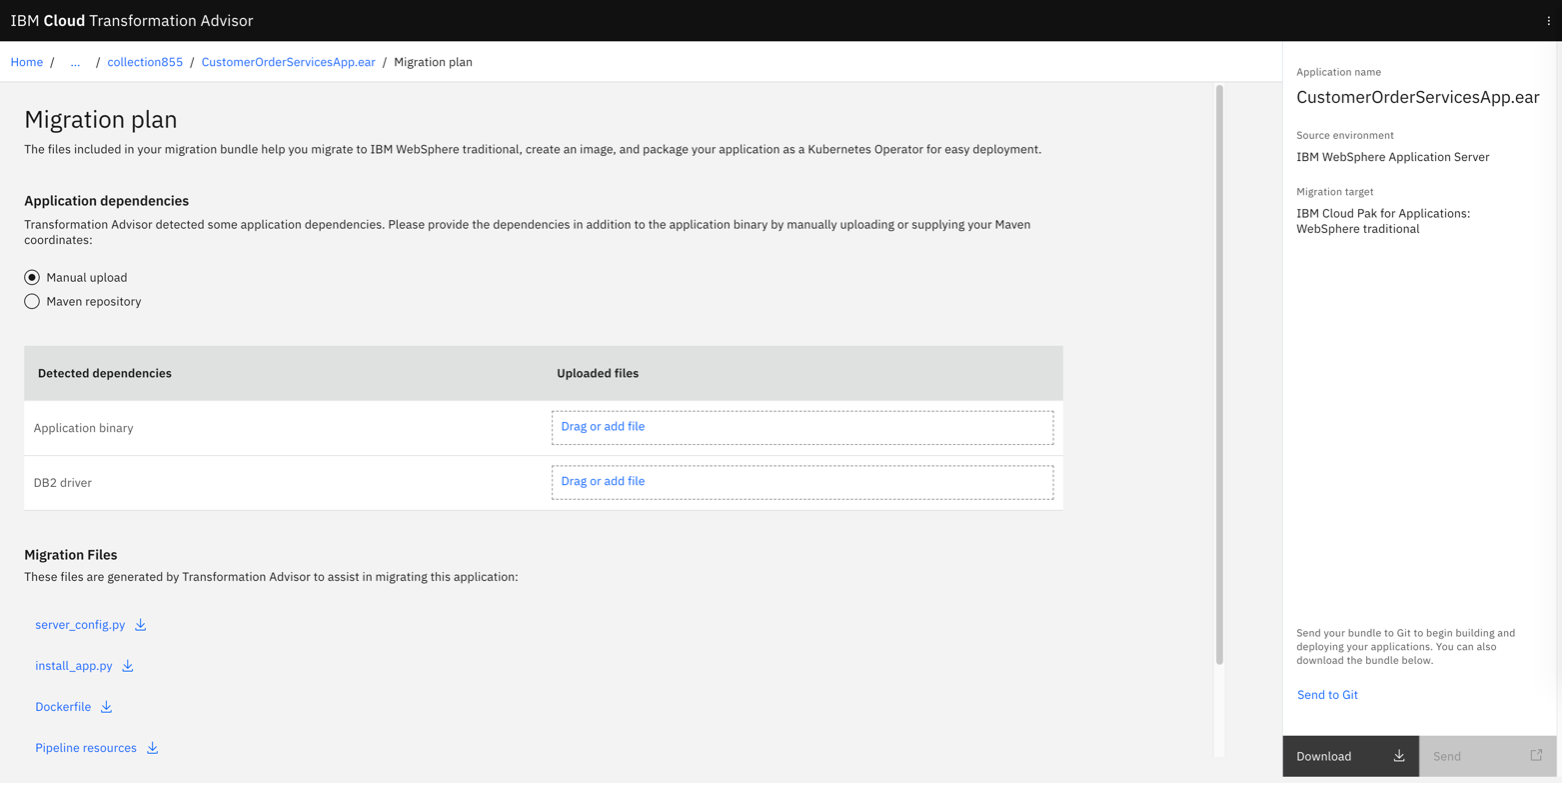 IBM Cloud Transformation Advisor
Home / ... / collection855 / CustomerOrderServicesApp.ear / Migration plan
Migration plan
The files included in your migration bundle help you migrate to IBM WebSphere traditional, create an image, and package your application as a Kubernetes Operator for easy deployment.
Application dependencies
Transformation Advisor detected some application dependencies. Please provide the dependencies in addition to the application binary by manually uploading or supplying your Maven
coordinates:
Manual upload
Maven repository
Detected dependencies Uploaded files
Application binary Drag or add file
DB2 driver Drag or add file
Migration Files
These files are generated by Transformation Advisor to assist in migrating this application:
server_config.py
install_app.py
Dockerfile
Pipeline resources
Application name
CustomerOrderServicesApp.ear
Source environment
IBM WebSphere Application Server
Migration target
IBM Cloud Pak for Applications:
WebSphere traditional
Send your bundle to Git to begin building and
deploying your applications. You can also
download the bundle below.
Send to Git
Download Send